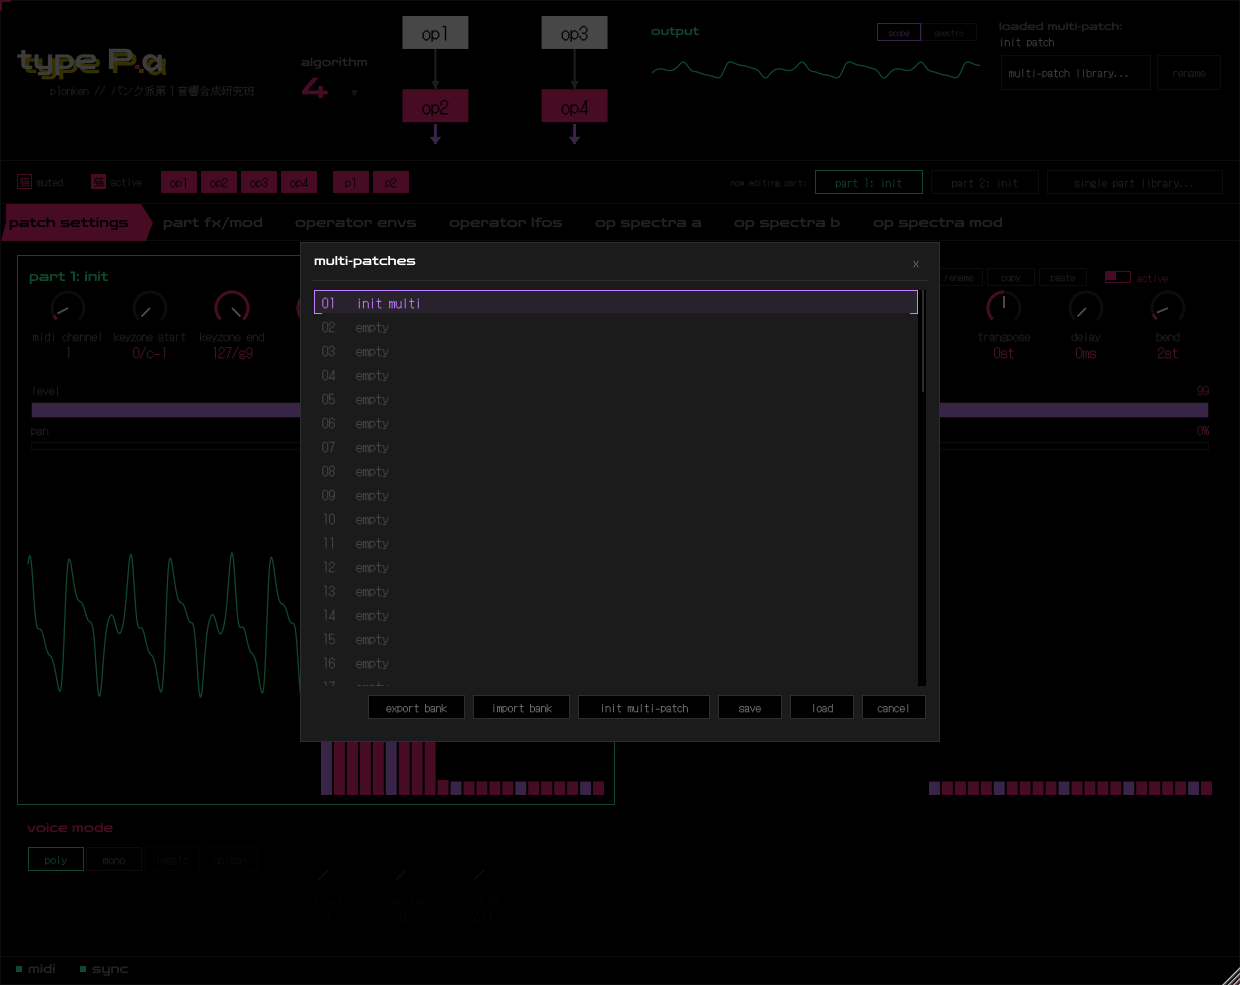 type P.a
plonken // パンク派第1音響合成研究班
algorithm
4
op1
op3
op2
op4
output
scope
spectra
loaded multi-patch:
init patch
multi-patch library...
rename
muted
active
op1
op2
op3
op4
p1
p2
now editing part:
part 1: init
part 2: init
single part library...
patch settings
part fx/mod
operator envs
operator lfos
op spectra a
op spectra b
op spectra mod
part 1: init
rename
copy
paste
active
midi channel
1
keyzone start
0/c-1
keyzone end
127/g9
transpose
0st
delay
0ms
bend
2st
level
99
pan
0%
multi-patches
x
01 init multi
02 empty
03 empty
04 empty
05 empty
06 empty
07 empty
08 empty
09 empty
10 empty
11 empty
12 empty
13 empty
14 empty
15 empty
16 empty
17 empty
export bank
import bank
init multi-patch
save
load
cancel
voice mode
poly
mono
legato
unison
midi
sync